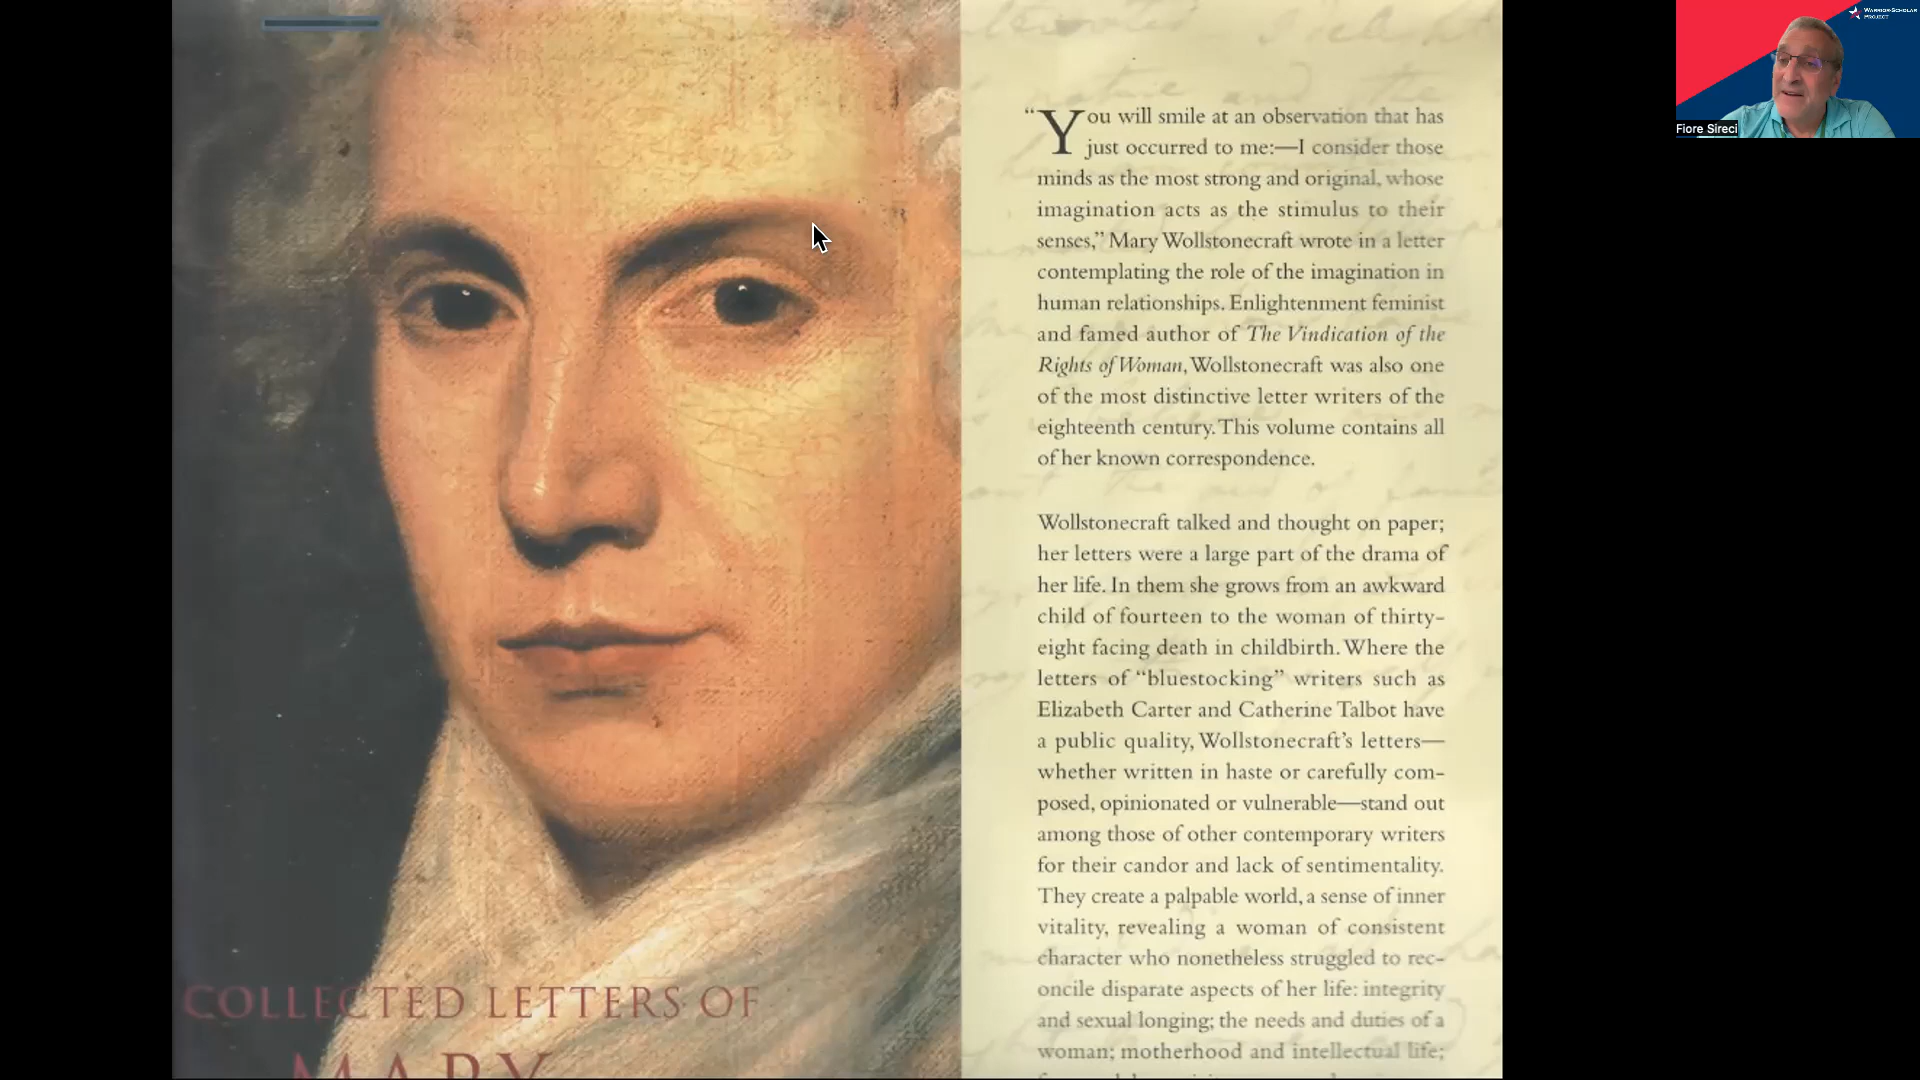 “You will smile at an observation that has
just occurred to me:—I consider those
minds as the most strong and original, whose
imagination acts as the stimulus to their
senses,” Mary Wollstonecraft wrote in a letter
contemplating the role of the imagination in
human relationships. Enlightenment feminist
and famed author of The Vindication of the
Rights of Woman, Wollstonecraft was also one
of the most distinctive letter writers of the
eighteenth century. This volume contains all
of her known correspondence.
Wollstonecraft talked and thought on paper;
her letters were a large part of the drama of
her life. In them she grows from an awkward
child of fourteen to the woman of thirty-
eight facing death in childbirth. Where the
letters of “bluestocking” writers such as
Elizabeth Carter and Catherine Talbot have
a public quality, Wollstonecraft’s letters—
whether written in haste or carefully com-
posed, opinionated or vulnerable—stand out
among those of other contemporary writers
for their candor and lack of sentimentality.
They create a palpable world, a sense of inner
vitality, revealing a woman of consistent
character who nonetheless struggled to rec-
oncile disparate aspects of her life: integrity
and sexual longing; the needs and duties of a
woman; motherhood and intellectual life;
COLLECTED LETTERS OF
MARY
WARRIOR-SCHOLAR
PROJECT
Fiore Sireci